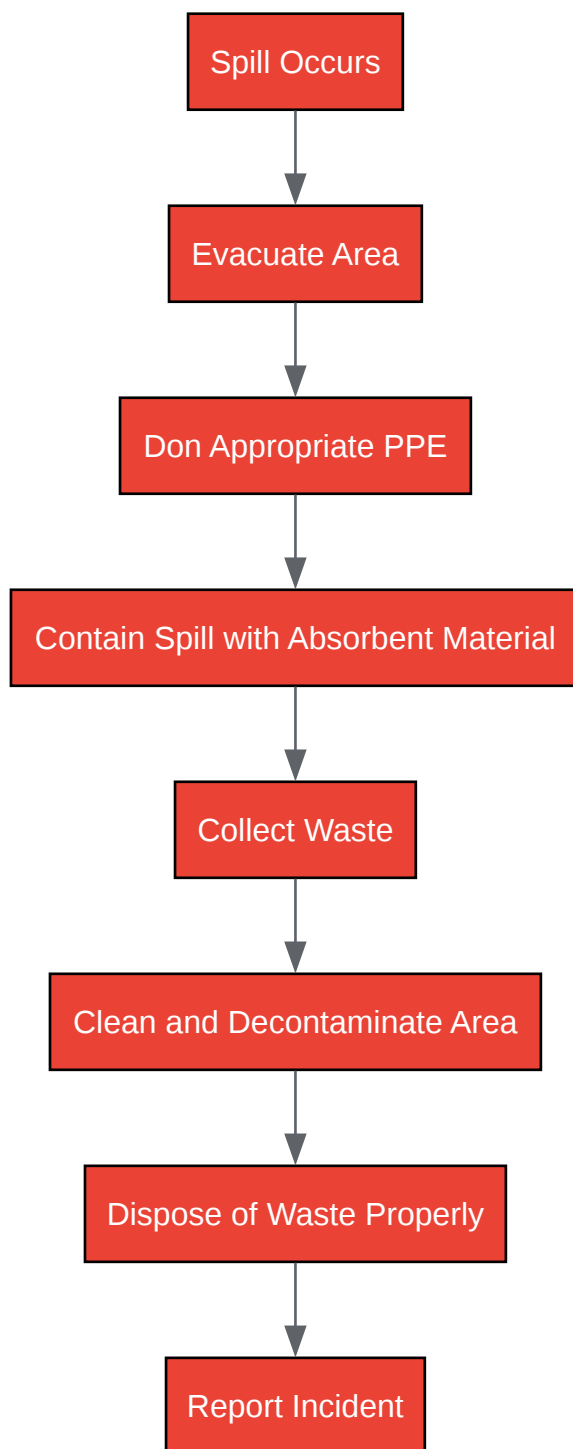 Spill Occurs
Evacuate Area
Don Appropriate PPE
Contain Spill with Absorbent Material
Collect Waste
Clean and Decontaminate Area
Dispose of Waste Properly
Report Incident